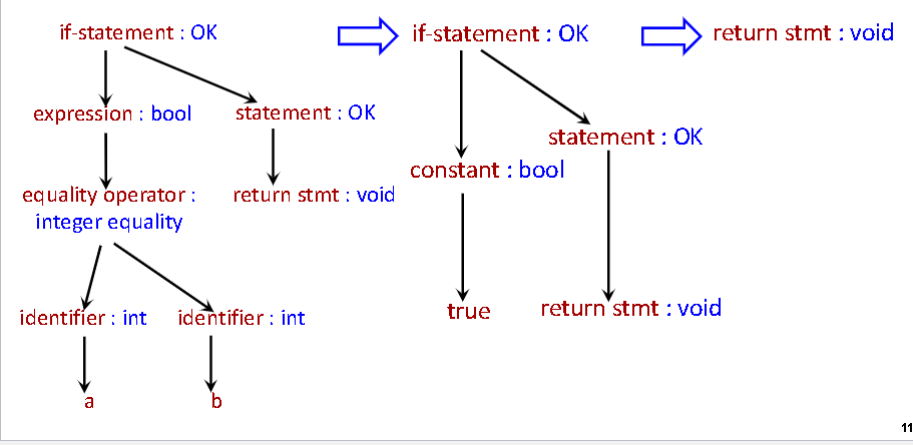 if-statement : OK
if-statement : OK
return stmt : void
expression : bool
statement : OK
statement : OK
constant : bool
equality operator :
integer equality
return stmt : void
true
return stmt : void
identifier : int
identifier : int
a
b
11